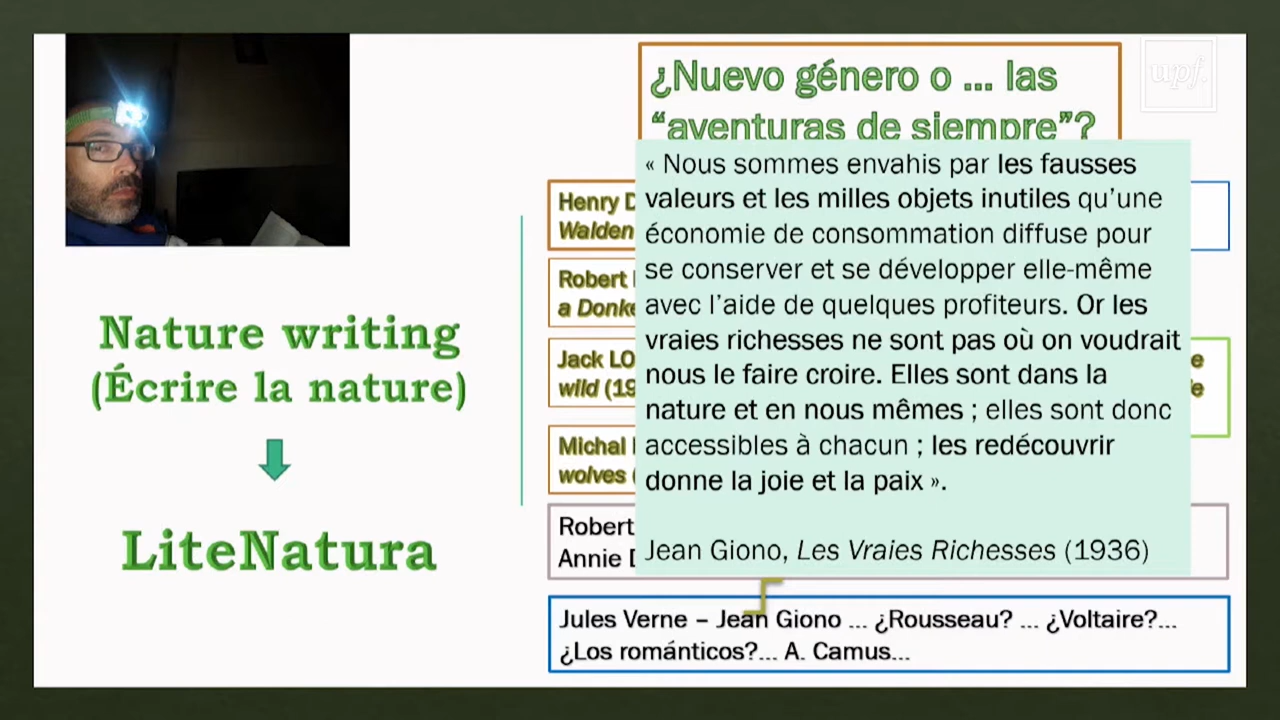 ¿Nuevo género o ... las
“aventuras de siempre”?
upf.
Nature writing
(Écrire la nature)
LiteNatura
Henry D
Walden
Robert
a Donke
Jack LO
wild (19
Michal
wolves (
Robert
Annie D
« Nous sommes envahis par les fausses
valeurs et les milles objets inutiles qu’une
économie de consommation diffuse pour
se conserver et se développer elle-même
avec l’aide de quelques profiteurs. Or les
vraies richesses ne sont pas où on voudrait
nous le faire croire. Elles sont dans la
nature et en nous mêmes ; elles sont donc
accessibles à chacun ; les redécouvrir
donne la joie et la paix ».
Jean Giono, Les Vraies Richesses (1936)
Jules Verne – Jean Giono ... ¿Rousseau? ... ¿Voltaire?...
¿Los románticos?... A. Camus...